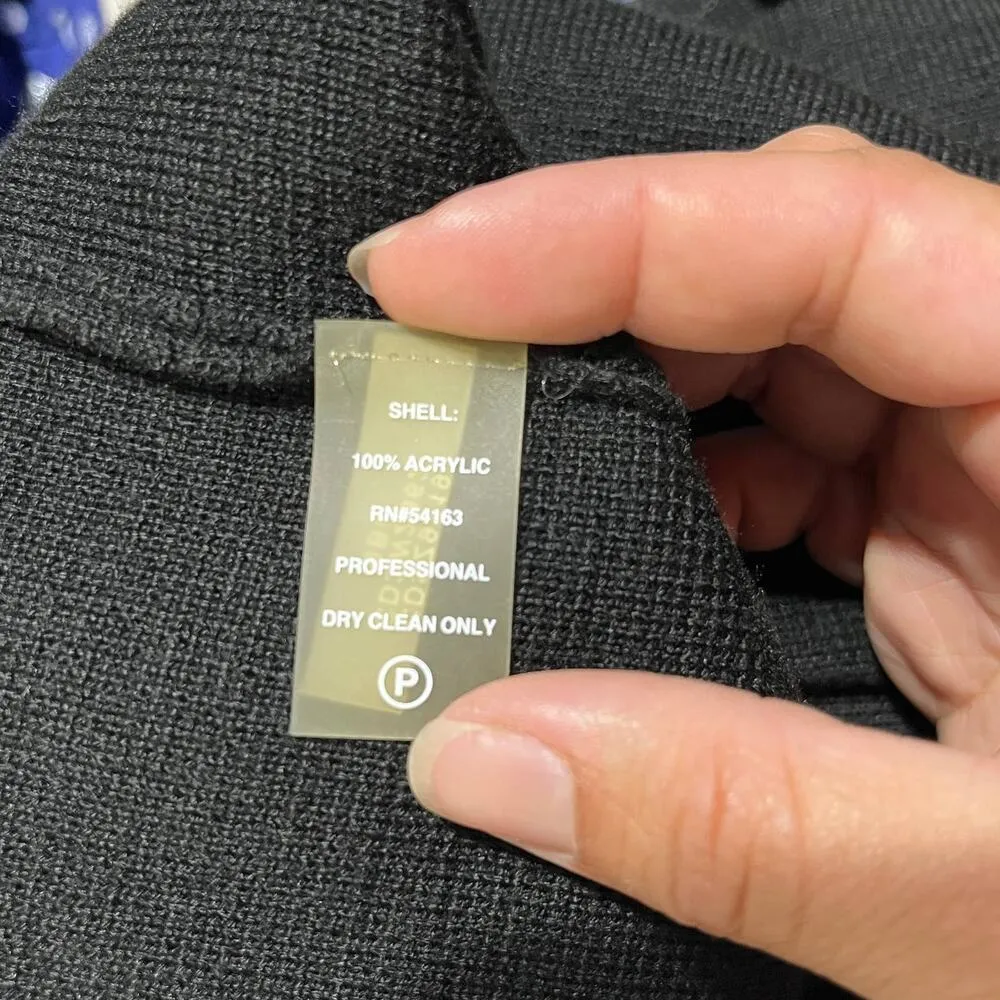 SHELL:
100% ACRYLIC
RN#54163
PROFESSIONAL
DRY CLEAN ONLY
P